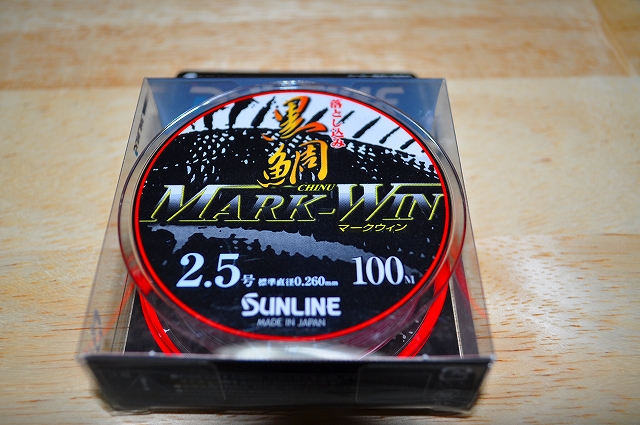 落とし込み
黒鯛
CHINU
MARK-WIN
マークウィン
2.5号 標準直径0.260mm 100M
SUNLINE
MADE IN JAPAN